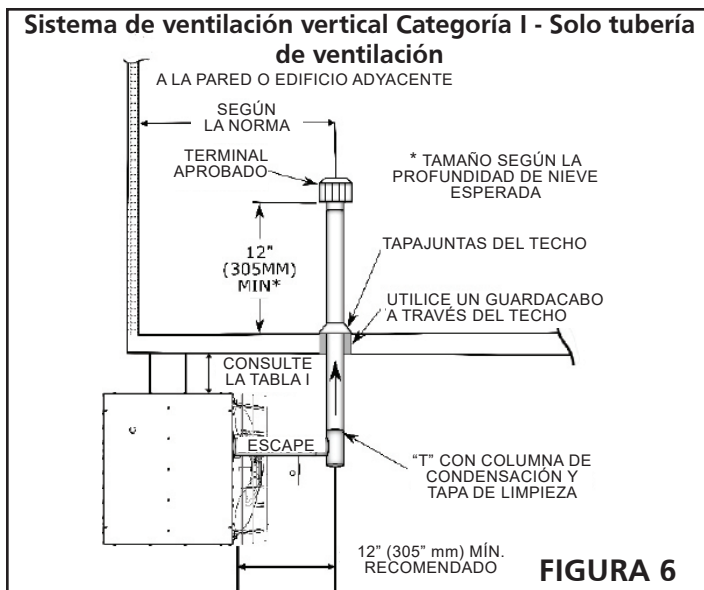 Sistema de ventilación vertical Categoría I - Solo tubería
de ventilación
A LA PARED O EDIFICIO ADYACENTE
SEGÚN
LA NORMA
TERMINAL
APROBADO
* TAMAÑO SEGÚN LA
PROFUNDIDAD DE NIEVE
ESPERADA
12"
(305MM)
MIN*
TAPAJUNTAS DEL TECHO
UTILICE UN GUARDACABO
A TRAVÉS DEL TECHO
CONSULTE
LA TABLA I
ESCAPE
“T” CON COLUMNA DE
CONDENSACIÓN Y
TAPA DE LIMPIEZA
12” (305” mm) MÍN.
RECOMENDADO
FIGURA 6